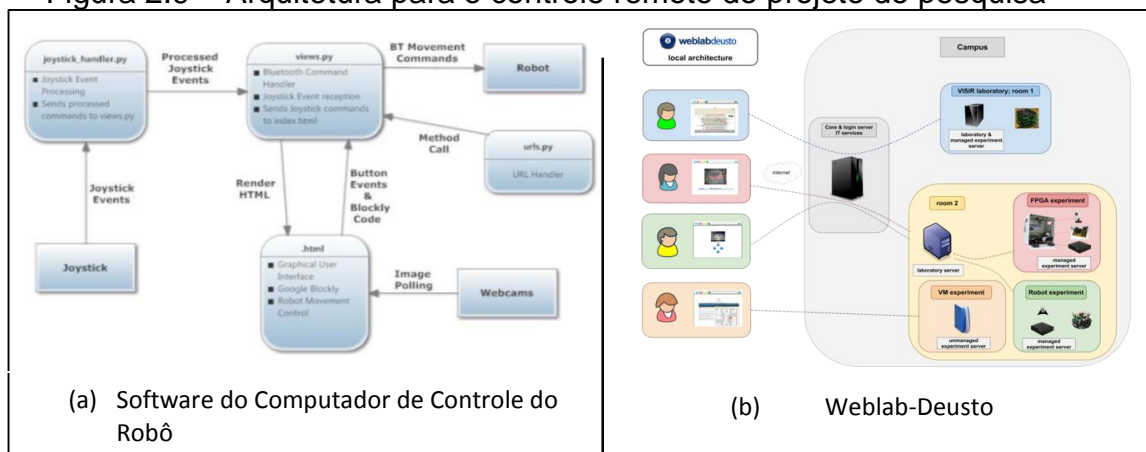 Figura 2.6 – Arquitetura para o controle remoto do projeto de pesquisa
joystick_handler.py
Joystick Event
Processing
Sends processed
commands to views.py
Processed
Joystick
Events
views.py
Bluetooth Command
Handler
Joystick Event reception
Sends Joystick commands
to index.html
BT Movement
Commands
Robot
Method
Call
urls.py
URL Handler
Joystick
Events
Render
HTML
Button
Events
&
Blockly
Code
Joystick
.html
Graphical User
Interface
Google Blockly
Robot Movement
Control
Image
Polling
Webcams
(a) Software do Computador de Controle do
Robô
weblabdeusto
local architecture
Campus
Core & login server
IT services
internet
VISIR laboratory; room 1
laboratory &
managed experiment
server
room 2
laboratory server
FPGA experiment
managed
experiment server
VM experiment
unmanaged
experiment server
Robot experiment
managed
experiment server
(b) Weblab-Deusto